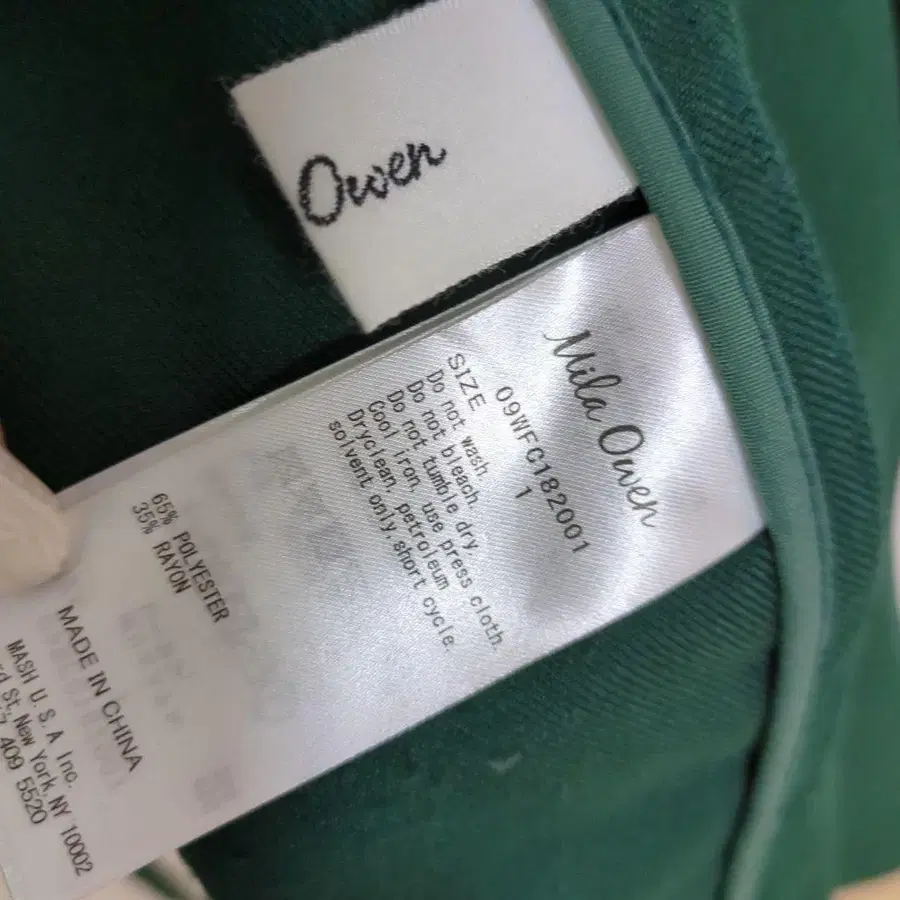 Owen
Mila Owen
09WFC182001
SIZE 1
Do not wash.
Do not bleach.
Do not tumble dry.
Cool iron, use press cloth.
Dryclean, petroleum
solvent only, short cycle.
65% POLYESTER
35% RAYON
MADE IN CHINA
MASH U.S.A Inc.
St, New York, NY 10002
409 5520